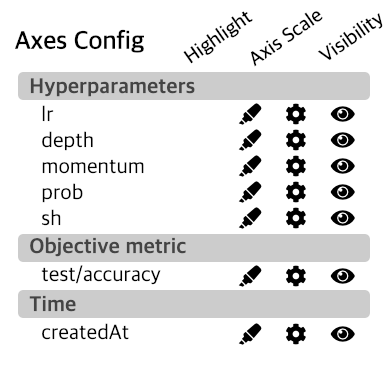 Axes Config
Highlight
Axis Scale
Visibility
Hyperparameters
lr
depth
momentum
prob
sh
Objective metric
test/accuracy
Time
createdAt